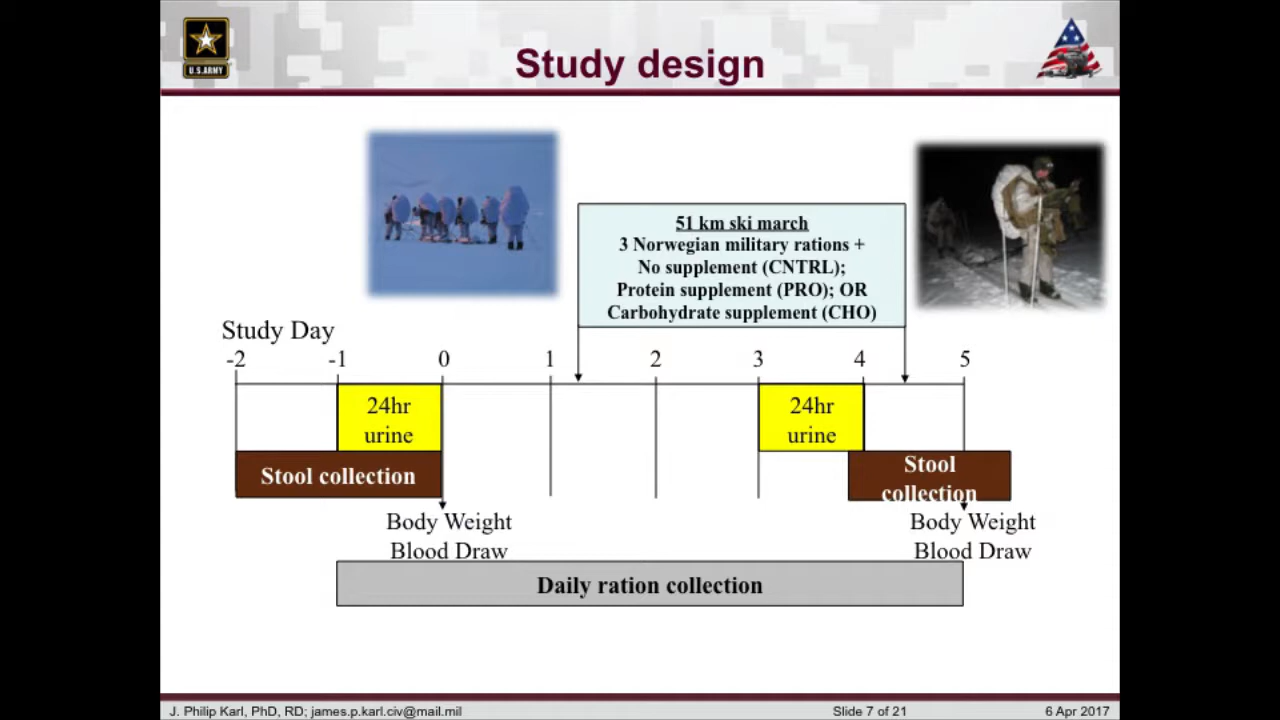 U.S.ARMY
Study design
51 km ski march
3 Norwegian military rations +
No supplement (CNTRL);
Protein supplement (PRO); OR
Carbohydrate supplement (CHO)
Study Day
-2 -1 0 1 2 3 4 5
24hr
urine
24hr
urine
Stool collection
Stool
collection
Body Weight
Blood Draw
Body Weight
Blood Draw
Daily ration collection
J. Philip Karl, PhD, RD; james.p.karl.civ@mail.mil
Slide 7 of 21
6 Apr 2017